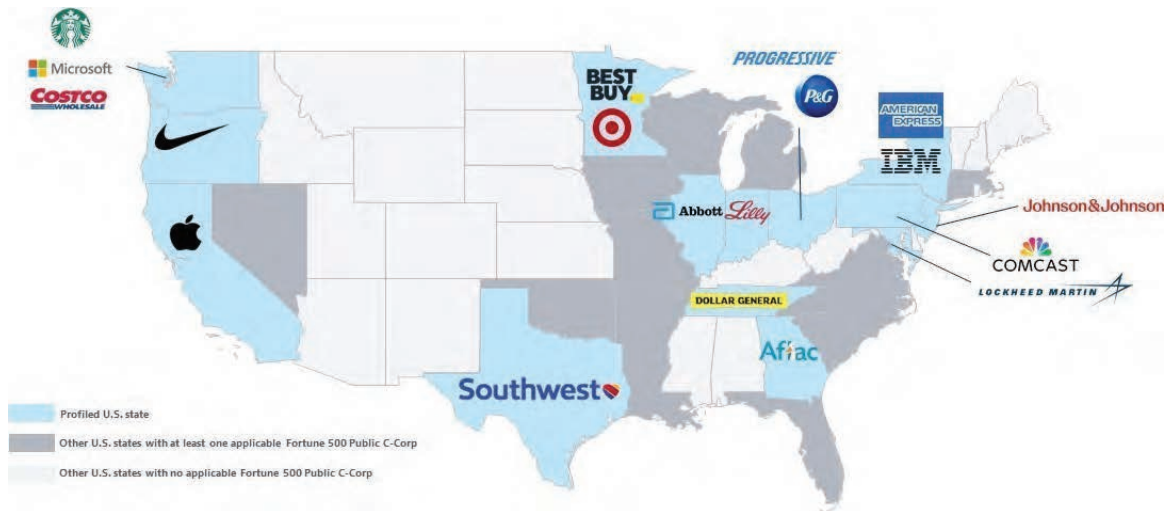 Microsoft
COSTCO
WHOLESALE
BEST
BUY
PROGRESSIVE
P&G
AMERICAN
EXPRESS
IBM
Abbott
Lilly
Johnson&Johnson
COMCAST
LOCKHEED MARTIN
DOLLAR GENERAL
Aflac
Southwest
Profiled U.S. state
Other U.S. states with at least one applicable Fortune 500 Public C-Corp
Other U.S. states with no applicable Fortune 500 Public C-Corp